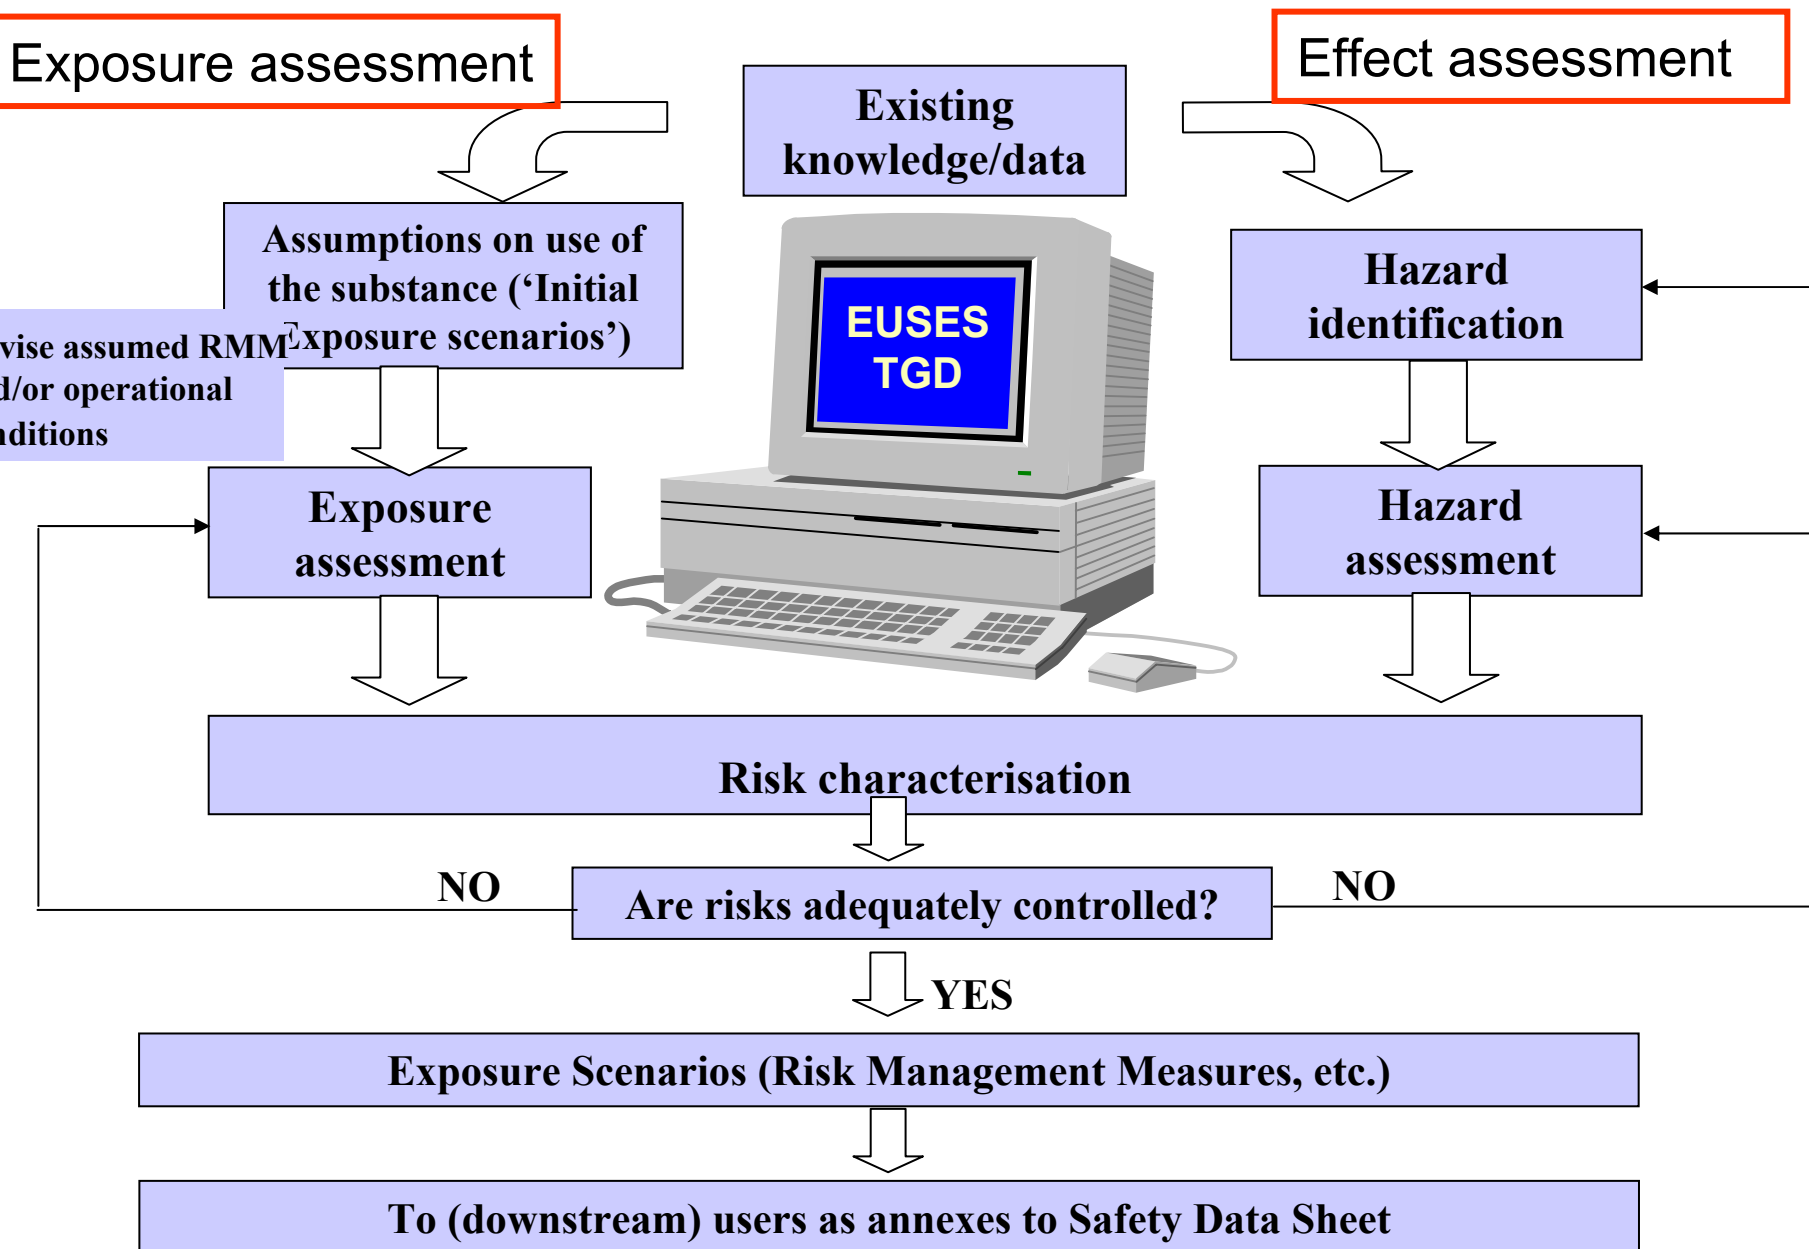 Exposure assessment
Effect assessment
Existing
knowledge/data
Assumptions on use of
the substance (‘Initial
Exposure scenarios’)
vise assumed RMM
d/or operational
nditions
EUSES
TGD
Hazard
identification
Exposure
assessment
Hazard
assessment
Risk characterisation
NO
Are risks adequately controlled?
NO
YES
Exposure Scenarios (Risk Management Measures, etc.)
To (downstream) users as annexes to Safety Data Sheet